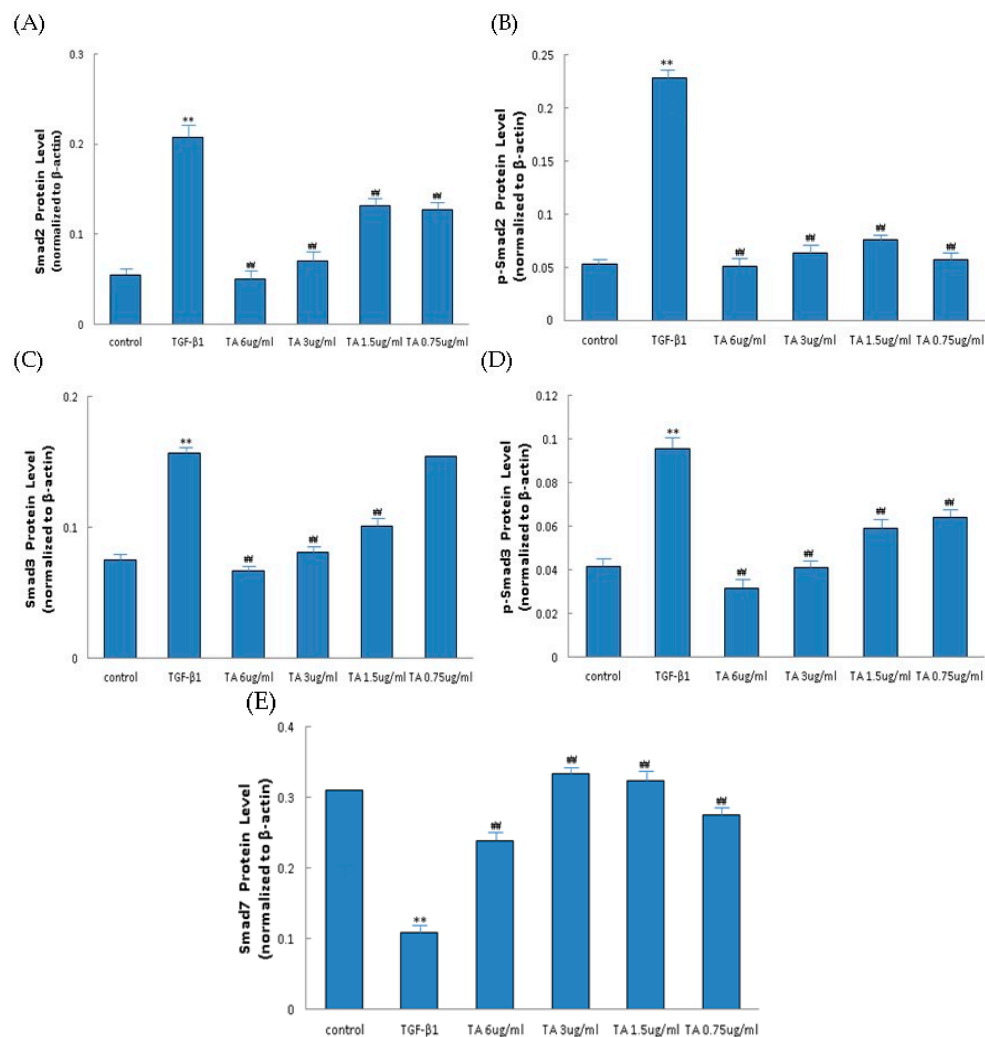 (A)
Smad2 Protein Level
(normalized to β-actin)
0.3
0.2
0.1
0
**
##
##
##
##
control TGF-β1 TA 6ug/ml TA 3ug/ml TA 1.5ug/ml TA 0.75ug/ml
(B)
p-Smad2 Protein Level
(normalized to β-actin)
0.25
0.2
0.15
0.1
0.05
0
**
##
##
##
##
control TGF-β1 TA 6ug/ml TA 3ug/ml TA 1.5ug/ml TA 0.75ug/ml
(C)
Smad3 Protein Level
(normalized to β-actin)
0.2
0.1
0
**
##
##
##
control TGF-β1 TA 6ug/ml TA 3ug/ml TA 1.5ug/ml TA 0.75ug/ml
(D)
p-Smad3 Protein Level
(normalized to β-actin)
0.12
0.1
0.08
0.06
0.04
0.02
0
**
##
##
##
##
control TGF-β1 TA 6ug/ml TA 3ug/ml TA 1.5ug/ml TA 0.75ug/ml
(E)
Smad7 Protein Level
(normalized to β-actin)
0.4
0.3
0.2
0.1
0
**
##
##
##
##
control TGF-β1 TA 6ug/ml TA 3ug/ml TA 1.5ug/ml TA 0.75ug/ml